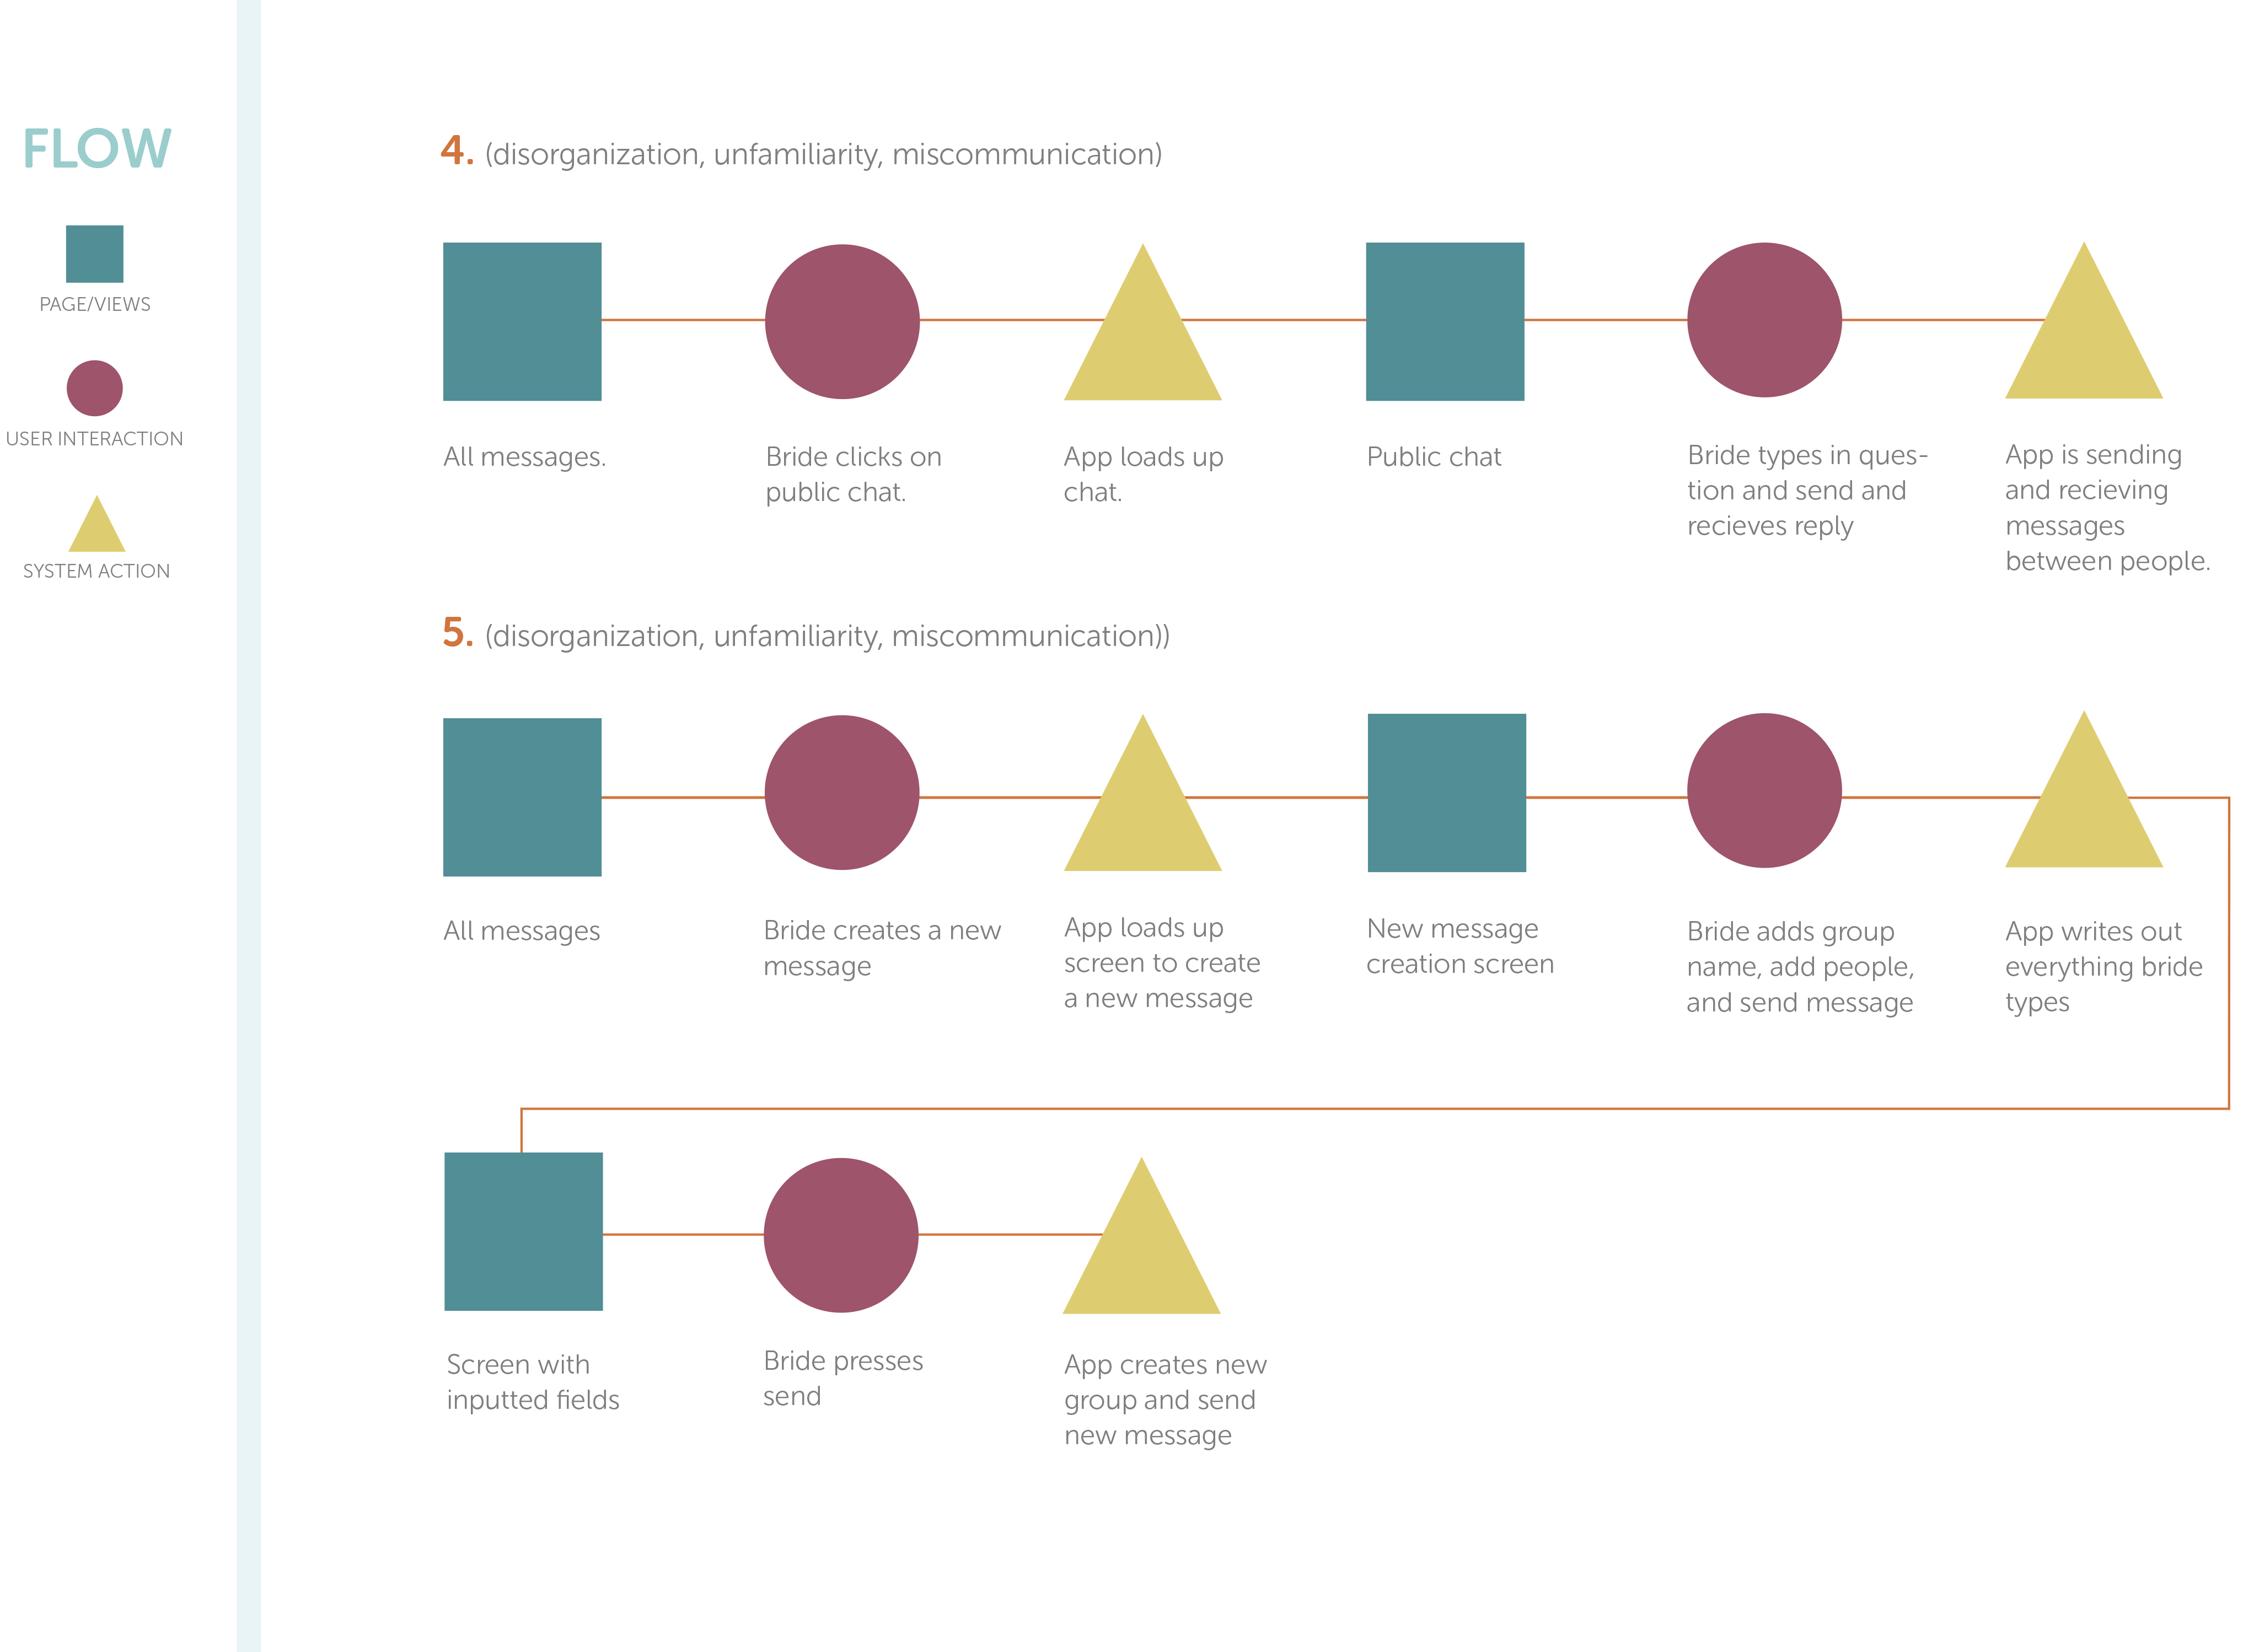 FLOW
PAGE/VIEWS
USER INTERACTION
SYSTEM ACTION
4. (disorganization, unfamiliarity, miscommunication)
All messages.
Bride clicks on
public chat.
App loads up
chat.
Public chat
Bride types in ques-
tion and send and
recieves reply
App is sending
and recieving
messages
between people.
5. (disorganization, unfamiliarity, miscommunication))
All messages
Bride creates a new
message
App loads up
screen to create
a new message
New message
creation screen
Bride adds group
name, add people,
and send message
App writes out
everything bride
types
Screen with
inputted fields
Bride presses
send
App creates new
group and send
new message